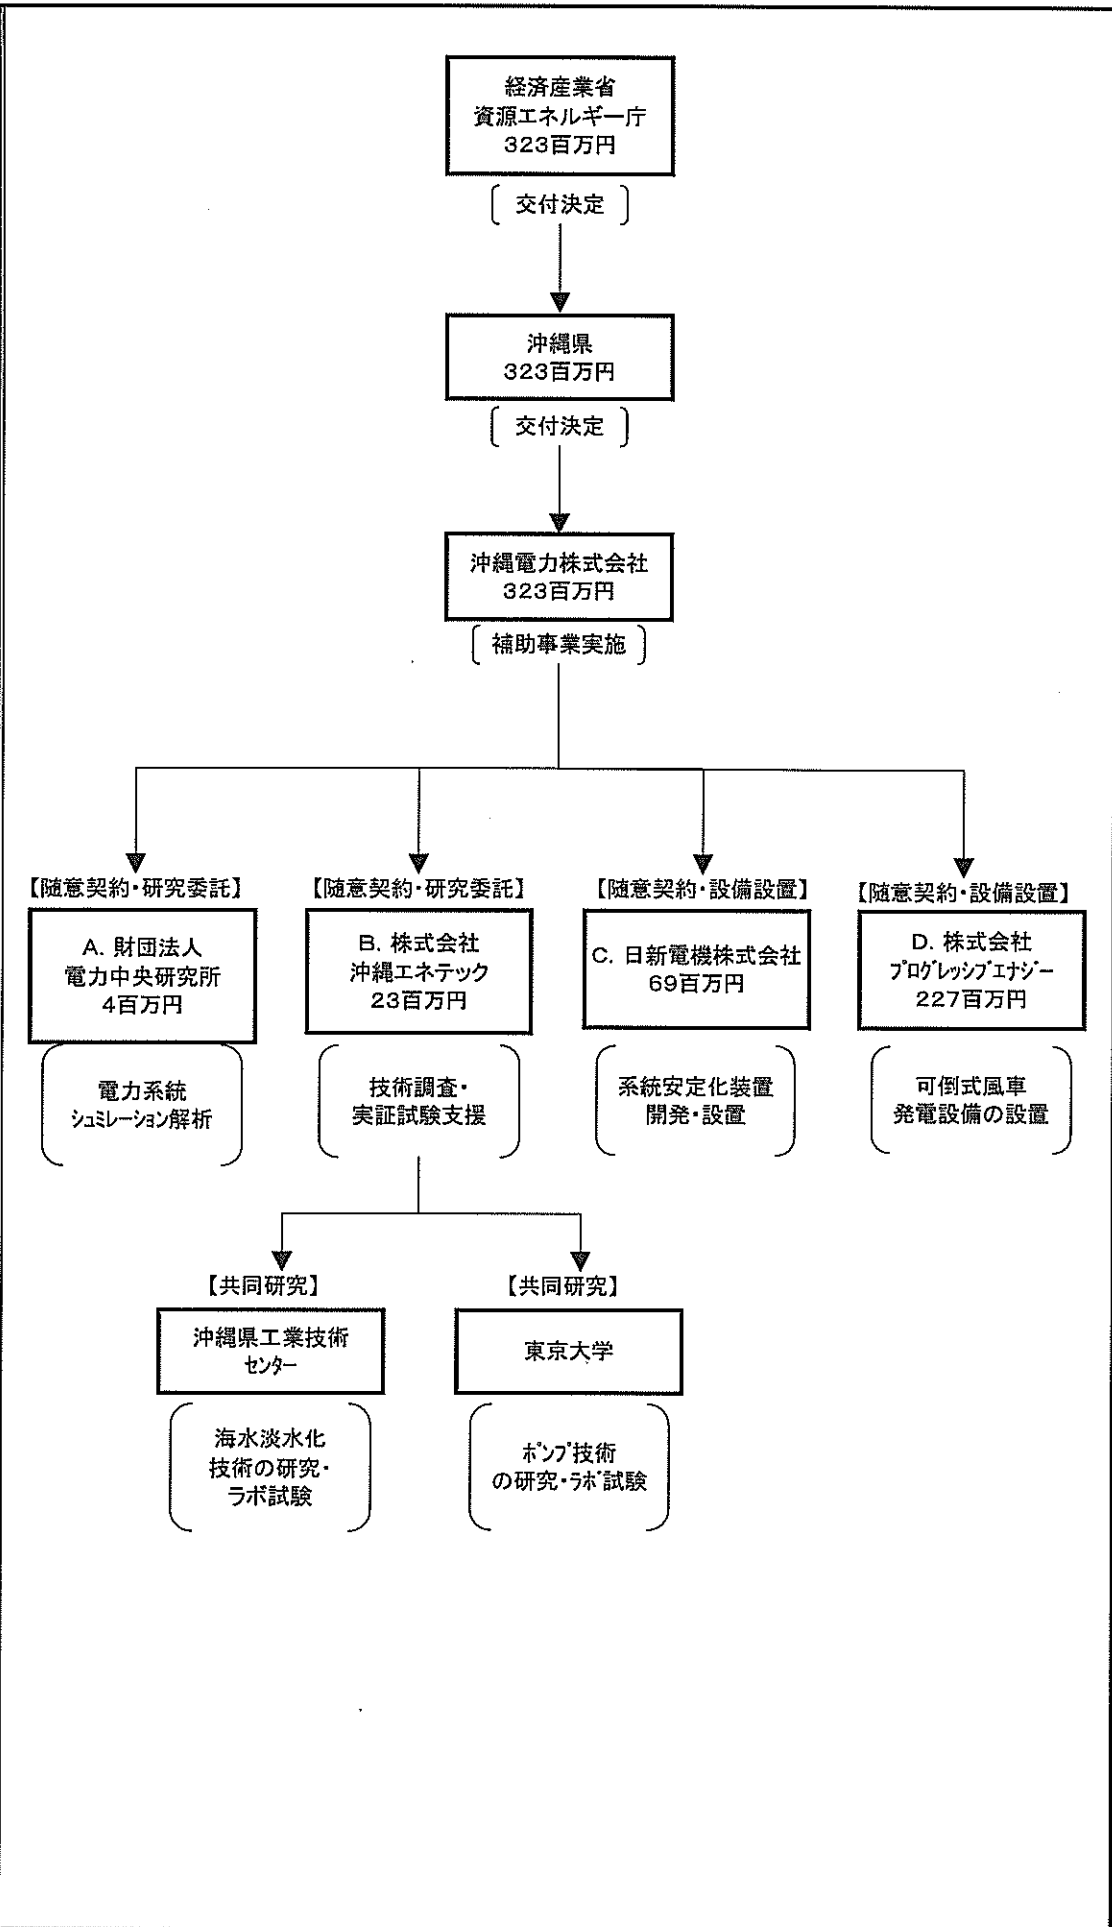 経済産業省
資源エネルギー庁
323百万円
交付決定
沖縄県
323百万円
交付決定
沖縄電力株式会社
323百万円
補助事業実施
【随意契約・研究委託】
A. 財団法人
電力中央研究所
4百万円
電力系統
シュミレーション解析
【随意契約・研究委託】
B. 株式会社
沖縄エネテック
23百万円
技術調査・
実証試験支援
【随意契約・設備設置】
C. 日新電機株式会社
69百万円
系統安定化装置
開発・設置
【随意契約・設備設置】
D. 株式会社
プログレッシブエナジー
227百万円
可倒式風車
発電設備の設置
【共同研究】
沖縄県工業技術
センター
海水淡水化
技術の研究・
ラボ試験
【共同研究】
東京大学
ポンプ技術
の研究・ラボ試験